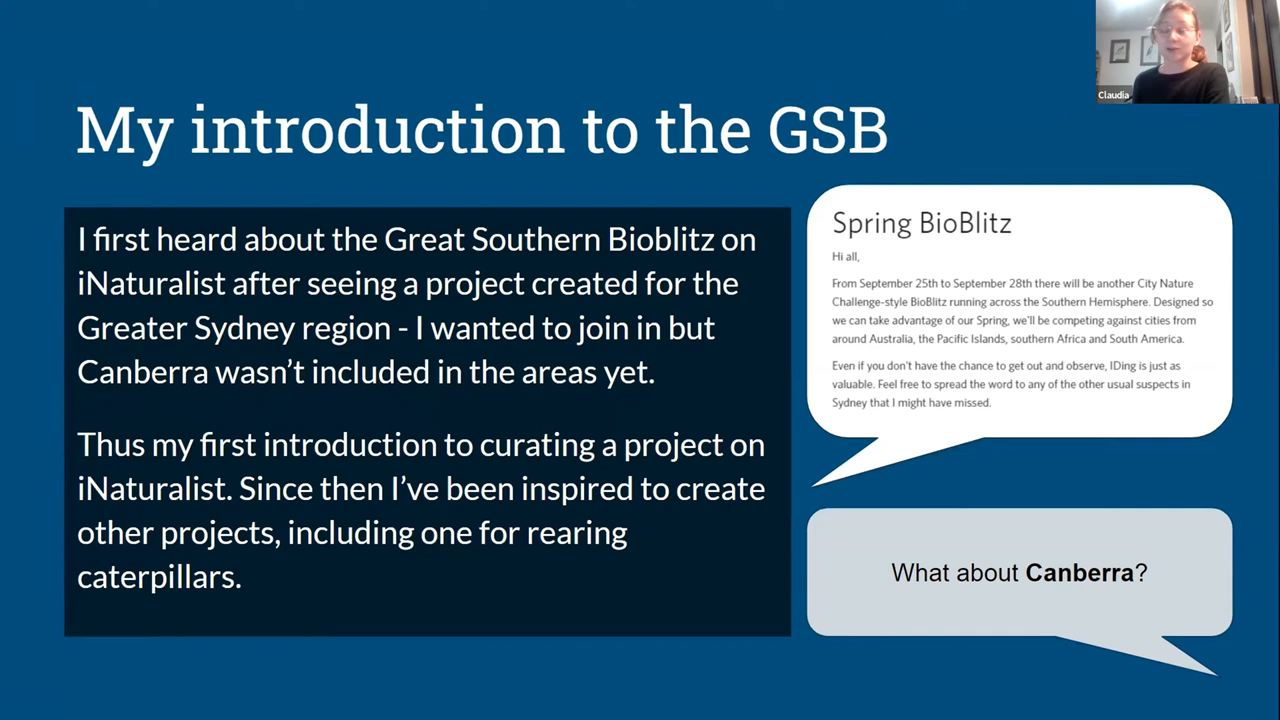 Claudia
My introduction to the GSB
I first heard about the Great Southern Bioblitz on
iNaturalist after seeing a project created for the
Greater Sydney region - I wanted to join in but
Canberra wasn't included in the areas yet.
Thus my first introduction to curating a project on
iNaturalist. Since then I've been inspired to create
other projects, including one for rearing
caterpillars.
Spring BioBlitz
Hi all,
From September 25th to September 28th there will be another City Nature
Challenge-style BioBlitz running across the Southern Hemisphere. Designed so
we can take advantage of our Spring, we'll be competing against cities from
around Australia, the Pacific Islands, southern Africa and South America.
Even if you don't have the chance to get out and observe, IDing is just as
valuable. Feel free to spread the word to any of the other usual suspects in
Sydney that I might have missed.
What about Canberra?